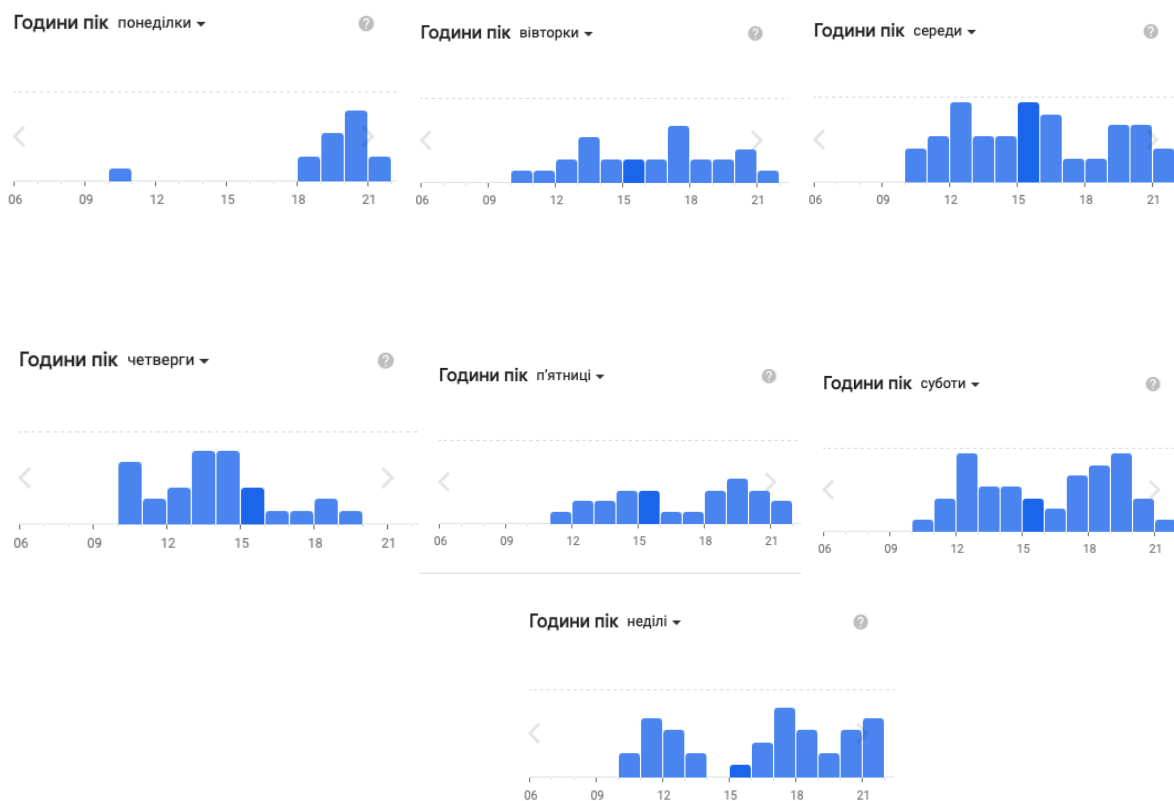 Години пік понеділки
06 09 12 15 18 21
Години пік вівторки
06 09 12 15 18 21
Години пік середи
06 09 12 15 18 21
Години пік четверги
06 09 12 15 18 21
Години пік п'ятниці
06 09 12 15 18 21
Години пік суботи
06 09 12 15 18 21
Години пік неділі
06 09 12 15 18 21